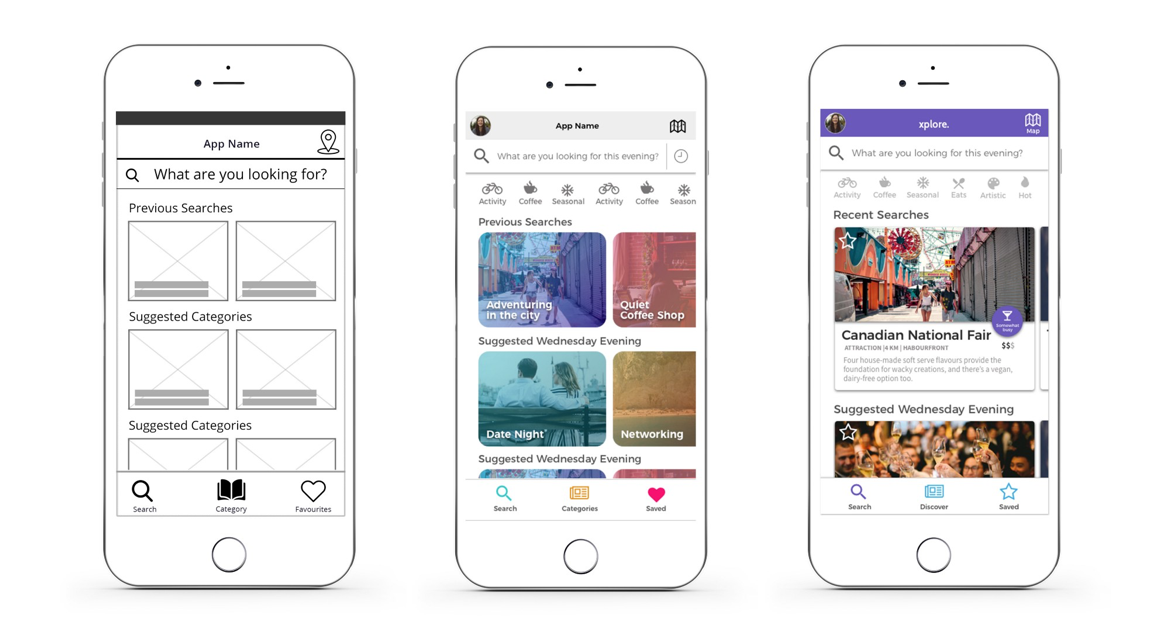 App Name
What are you looking for?
Previous Searches
Suggested Categories
Suggested Categories
Search
Category
Favourites
App Name
What are you looking for this evening?
Activity
Coffee
Seasonal
Activity
Coffee
Season
Previous Searches
Adventuring
in the city
Quiet
Coffee Shop
Suggested Wednesday Evening
Date Night
Networking
Suggested Wednesday Evening
Search
Categories
Saved
xplore.
Map
What are you looking for this evening?
Activity
Coffee
Seasonal
Eats
Artistic
Hot
Recent Searches
Somewhat
Busy
Canadian National Fair
ATTRACTION |4 KM | HABOURFRONT
$$$
Four house-made soft serve flavours provide the
foundation for wacky creations, and there's a vegan,
dairy-free option too.
Suggested Wednesday Evening
Search
Discover
Saved